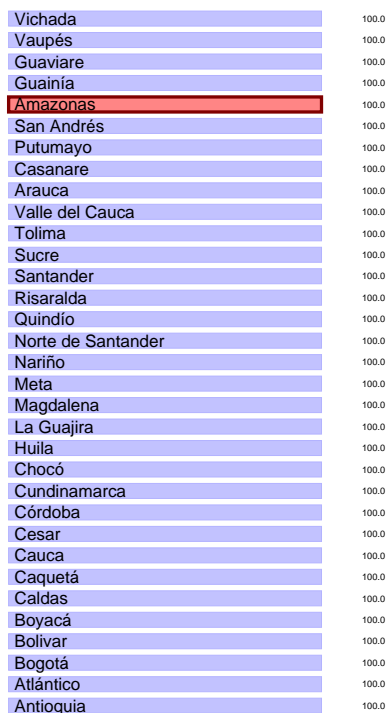 Vichada 100.0
Vaupés 100.0
Guaviare 100.0
Guainía 100.0
Amazonas 100.0
San Andrés 100.0
Putumayo 100.0
Casanare 100.0
Arauca 100.0
Valle del Cauca 100.0
Tolima 100.0
Sucre 100.0
Santander 100.0
Risaralda 100.0
Quindío 100.0
Norte de Santander 100.0
Nariño 100.0
Meta 100.0
Magdalena 100.0
La Guajira 100.0
Huila 100.0
Chocó 100.0
Cundinamarca 100.0
Córdoba 100.0
Cesar 100.0
Cauca 100.0
Caquetá 100.0
Caldas 100.0
Boyacá 100.0
Bolivar 100.0
Bogotá 100.0
Atlántico 100.0
Antioquia 100.0